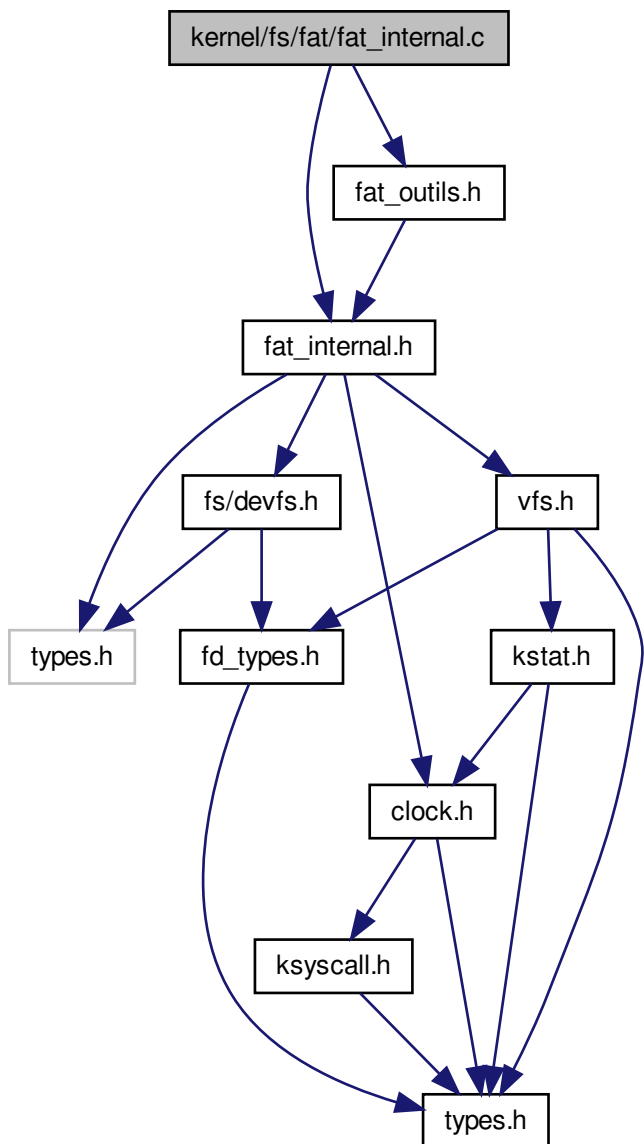 kernel/fs/fat/fat_internal.c
fat_outils.h
fat_internal.h
fs/devfs.h
vfs.h
types.h
fd_types.h
kstat.h
clock.h
ksyscall.h
types.h